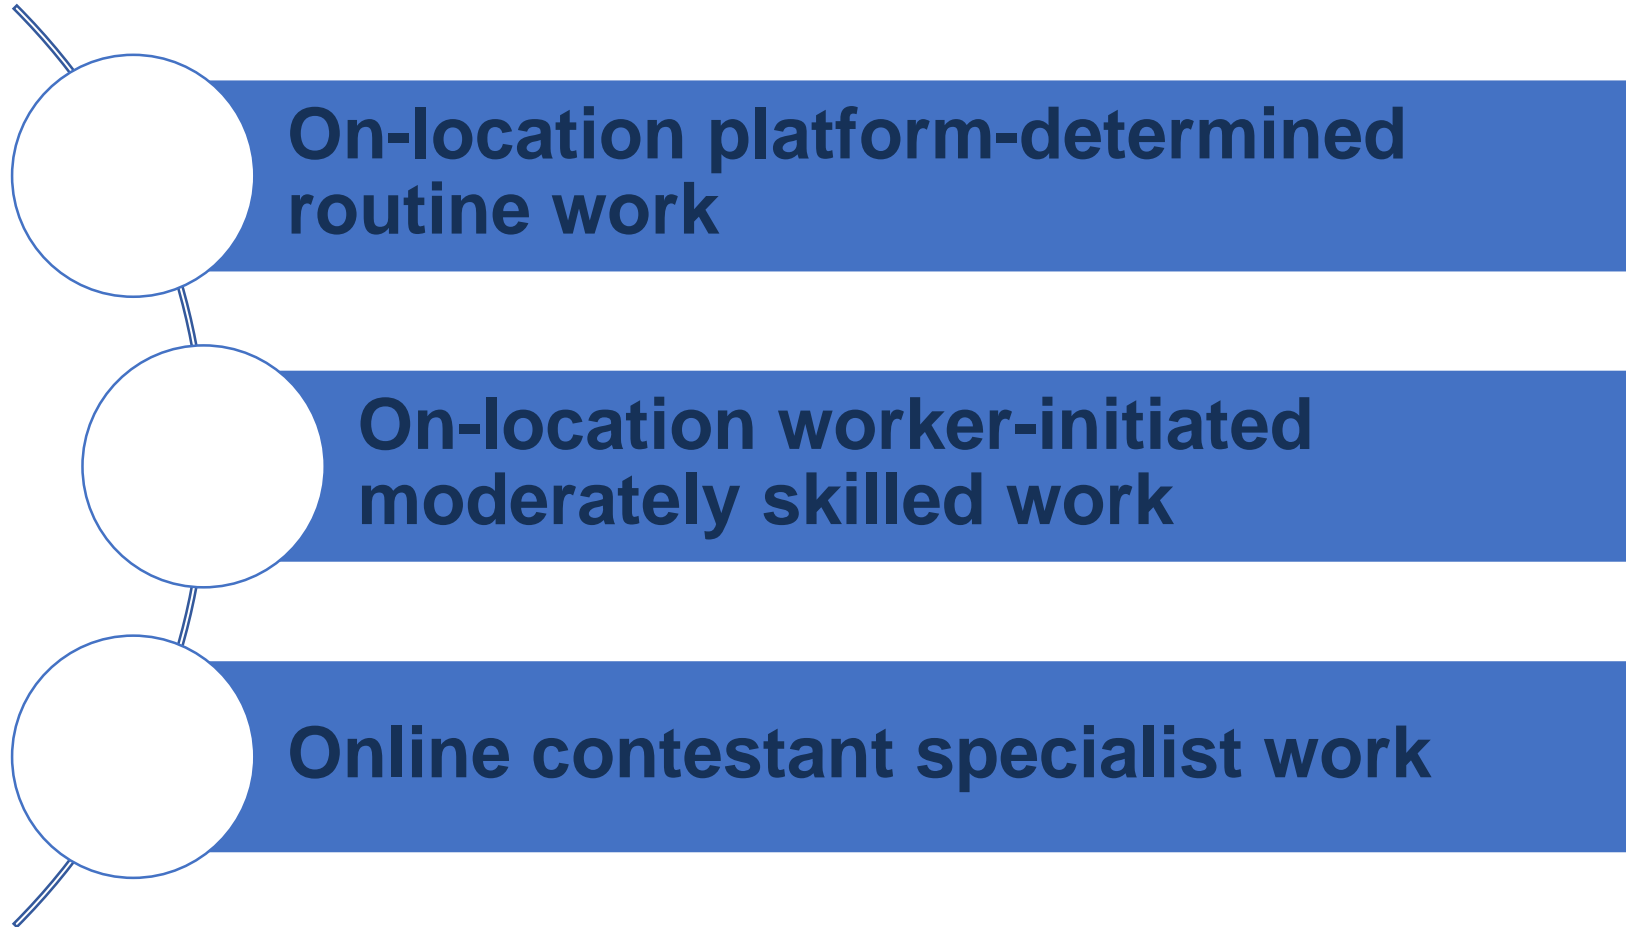 On-location platform-determined
routine work
On-location worker-initiated
moderately skilled work
Online contestant specialist work